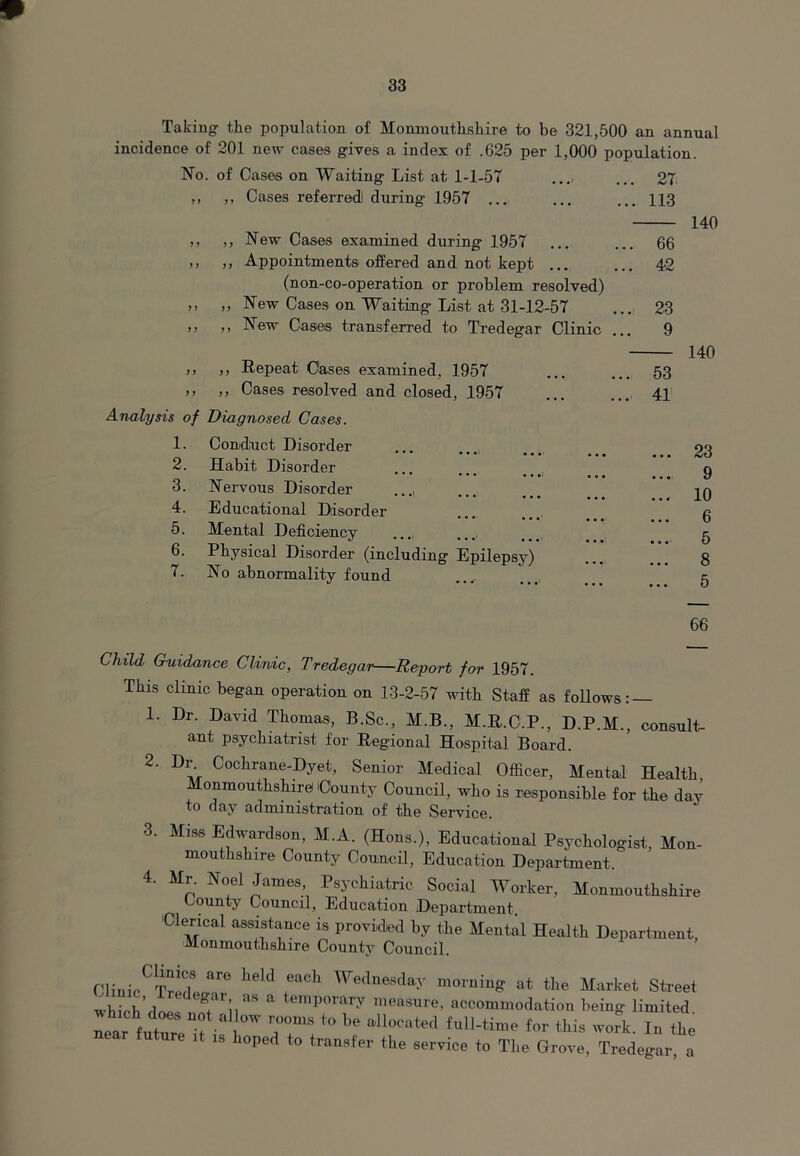 33
Taking the population of Monmouthshire to be 321,500 an annual
incidence of 201 new cases gives a index of .625 per 1,000 population.
No. of Cases on Waiting List at 1-1-57 ... ... 27
,, ,, Cases referred during 1957 ... ... ... 113
140
,, ,, New Cases examined during 1957 ... ... 66
,, ,, Appointments offered and not kept ... ... 42
(non-co-operation or problem resolved)
,, ,, New Cases on Waiting List at 31-12-57 ... 23
,, ,, New Cases transferred to Tredegar Clinic ... 9
140
,, ,, Repeat Cases examined, 1957 ... ... 53
,, ,, Cases resolved and closed, 1957 ... ... 41
Analysis of Diagnosed Cases.
1. Conduct Disorder ... ... ... ... ... 23
2. Habit Disorder ... ... ... ... ... 9
3. Nervous Disorder ... ... ... ... ... 10
4. Educational Disorder ... ... ... ... 6
5. Mental Deficiency ... ... ... ... ... 5
6. Physical Disorder (including Epilepsy) ... ... 8
7. No abnormality found ... ... ... ... 5
66
Child Guidance Clinic, Tredegar—Report for 1957.
This clinic began operation on 13-2-57 with Staff as follows:—
1. Dr. David Thomas, B.Sc., M.B., M.R.C.P., D.P.M., consult-
ant psychiatrist for Regional Hospital Board.
2. Dr. Cochrane-Dyet, Senior Medical Officer, Mental Health,
Monmouthshire County Council, who is responsible for the day
to day administration of the Service.
3. Miss Edwardson, M.A. (Hons.), Educational Psychologist, Mon-
mouthshire County Council, Education Department.
4. Mr. Noel James, Psychiatric Social Worker, Monmouthshire
County Council, Education Department.
Clerical assistance is provided by the Mental Health Department,
Monmouthshire County Council.
Clinics are held each Wednesday morning at the Market Street
Clinic, Tredegar, as a temporary measure, accommodation being limited,
which does not allow rooms to be allocated full-time for this work. In the
near future it is hoped to transfer the service to The Grove, Tredegar, a